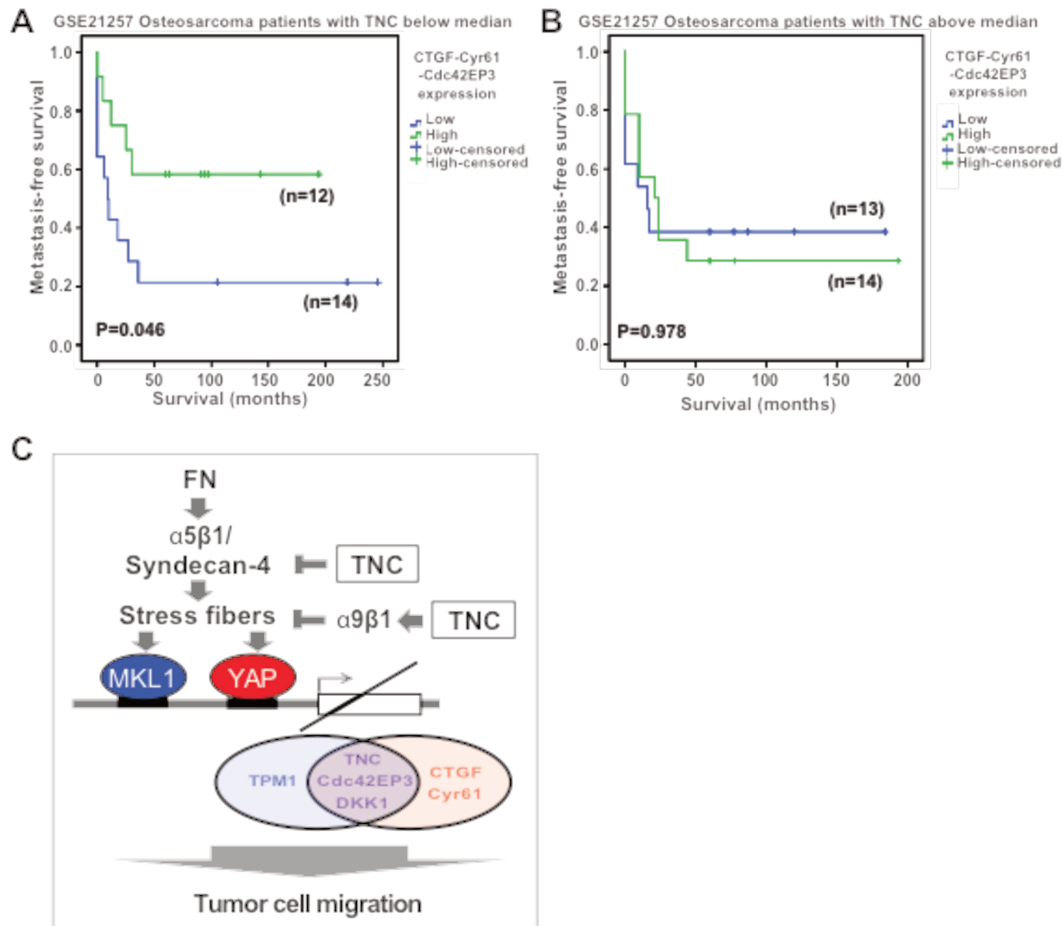 A
GSE21257 Osteosarcoma patients with TNC below median
1.0
0.8
0.6
0.4
0.2
0.0
Metastasis-free survival
CTGF-Cyr61
-Cdc42EP3
expression
Low
High
Low-censored
High-censored
(n=12)
(n=14)
P=0.046
0 50 100 150 200 250
Survival (months)
B
GSE21257 Osteosarcoma patients with TNC above median
1.0
0.8
0.6
0.4
0.2
0.0
Metastasis-free survival
CTGF-Cyr61
-Cdc42EP3
expression
Low
High
Low-censored
High-censored
(n=13)
(n=14)
P=0.978
0 50 100 150 200
Survival (months)
C
FN
α5β1/
Syndecan-4
TNC
Stress fibers
α9β1
TNC
MKL1
YAP
TPM1
TNC
Cdc42EP3
DKK1
CTGF
Cyr61
Tumor cell migration